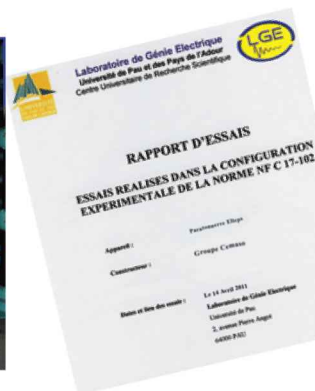 Laboratoire de Génie Electrique
Université de Pau et des Pays de l'Adour
Centre Universitaire de Recherche Scientifique
LGE
RAPPORT D'ESSAIS
ESSAIS REALISES DANS LA CONFIGURATION
EXPERIMENTALE DE LA NORME NF C 17-102
Appareil :
Paratonnerre Ellips
Constructeur :
Groupe Cemosa
Dates et lieu des essais :
Le 14 Avril 2011
Laboratoire de Génie Electrique
Université de Pau
2, avenue Pierre Angot
64000 PAU